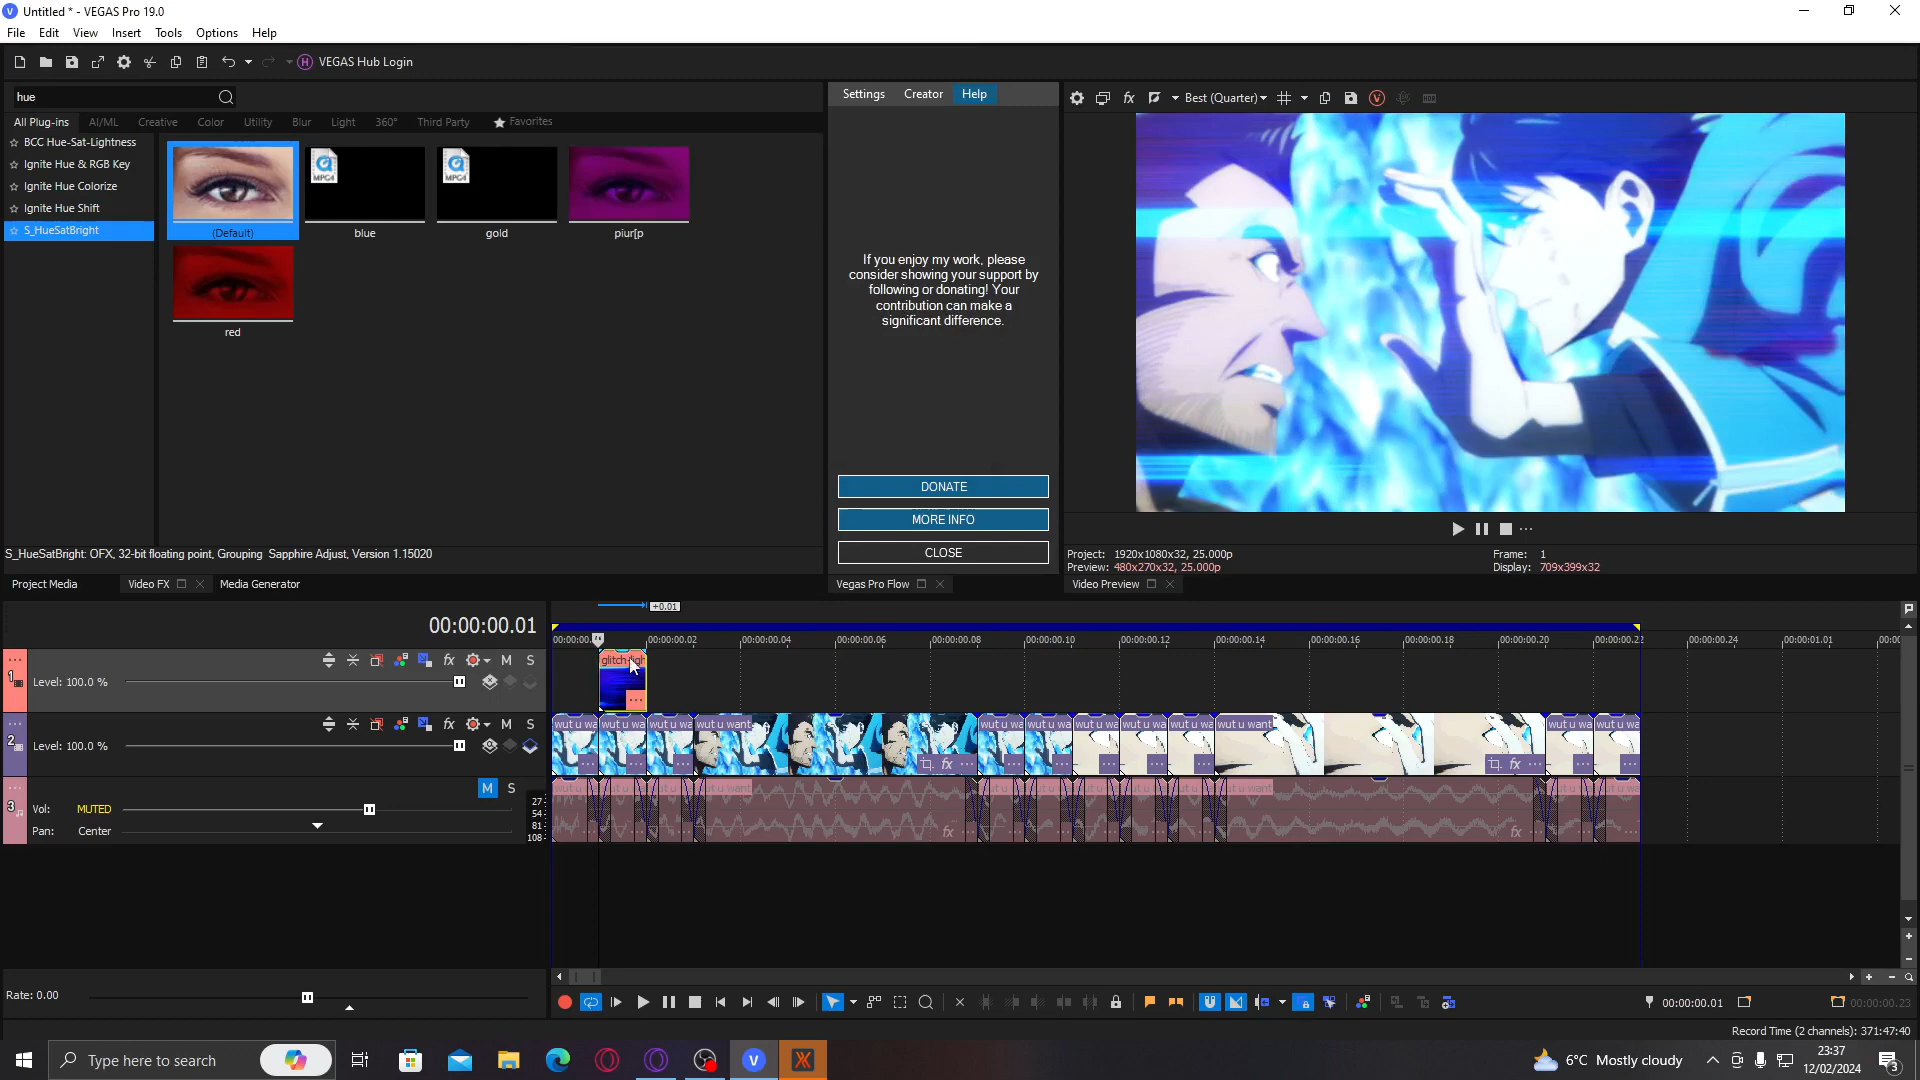 Untitled * - VEGAS Pro 19.0
File Edit View Insert Tools Options Help
VEGAS Hub Login
hue
All Plug-ins AI/ML Creative Color Utility Blur Light 360° Third Party Favorites
BCC Hue-Sat-Lightness
Ignite Hue & RGB Key
Ignite Hue Colorize
Ignite Hue Shift
S_HueSatBright
(Default) blue gold piur[p
red
S_HueSatBright: OFX, 32-bit floating point, Grouping Sapphire Adjust, Version 1.15020
Project Media Video FX Media Generator
Settings Creator Help
If you enjoy my work, please
consider showing your support by
following or donating! Your
contribution can make a
significant difference.
DONATE
MORE INFO
CLOSE
Vegas Pro Flow
Best (Quarter)
Project: 1920x1080x32, 25.000p
Preview: 480x270x32, 25.000p
Frame: 1
Display: 709x399x32
Video Preview
00:00:00.01
+0.01
00:00:00. 00:00:00.02 00:00:00.04 00:00:00.06 00:00:00.08 00:00:00.10 00:00:00.12 00:00:00.14 00:00:00.16 00:00:00.18 00:00:00.20 00:00:00.22 00:00:00.24 00:00:01.01 00:00
1
fx M S
Level: 100.0 %
glitch-ligh
2
fx M S
Level: 100.0 %
wut u wa wut u wa wut u wa wut u want wut u wa wut u wa wut u wa wut u wa wut u wa wut u want wut u wa wut u wa
fx fx
3
M S
Vol: MUTED
Pan: Center
27
54
81
108
fx fx
Rate: 0.00
00:00:00.01
00:00:00.23
Record Time (2 channels): 371:47:40
Type here to search
6°C Mostly cloudy
23:37
12/02/2024
3